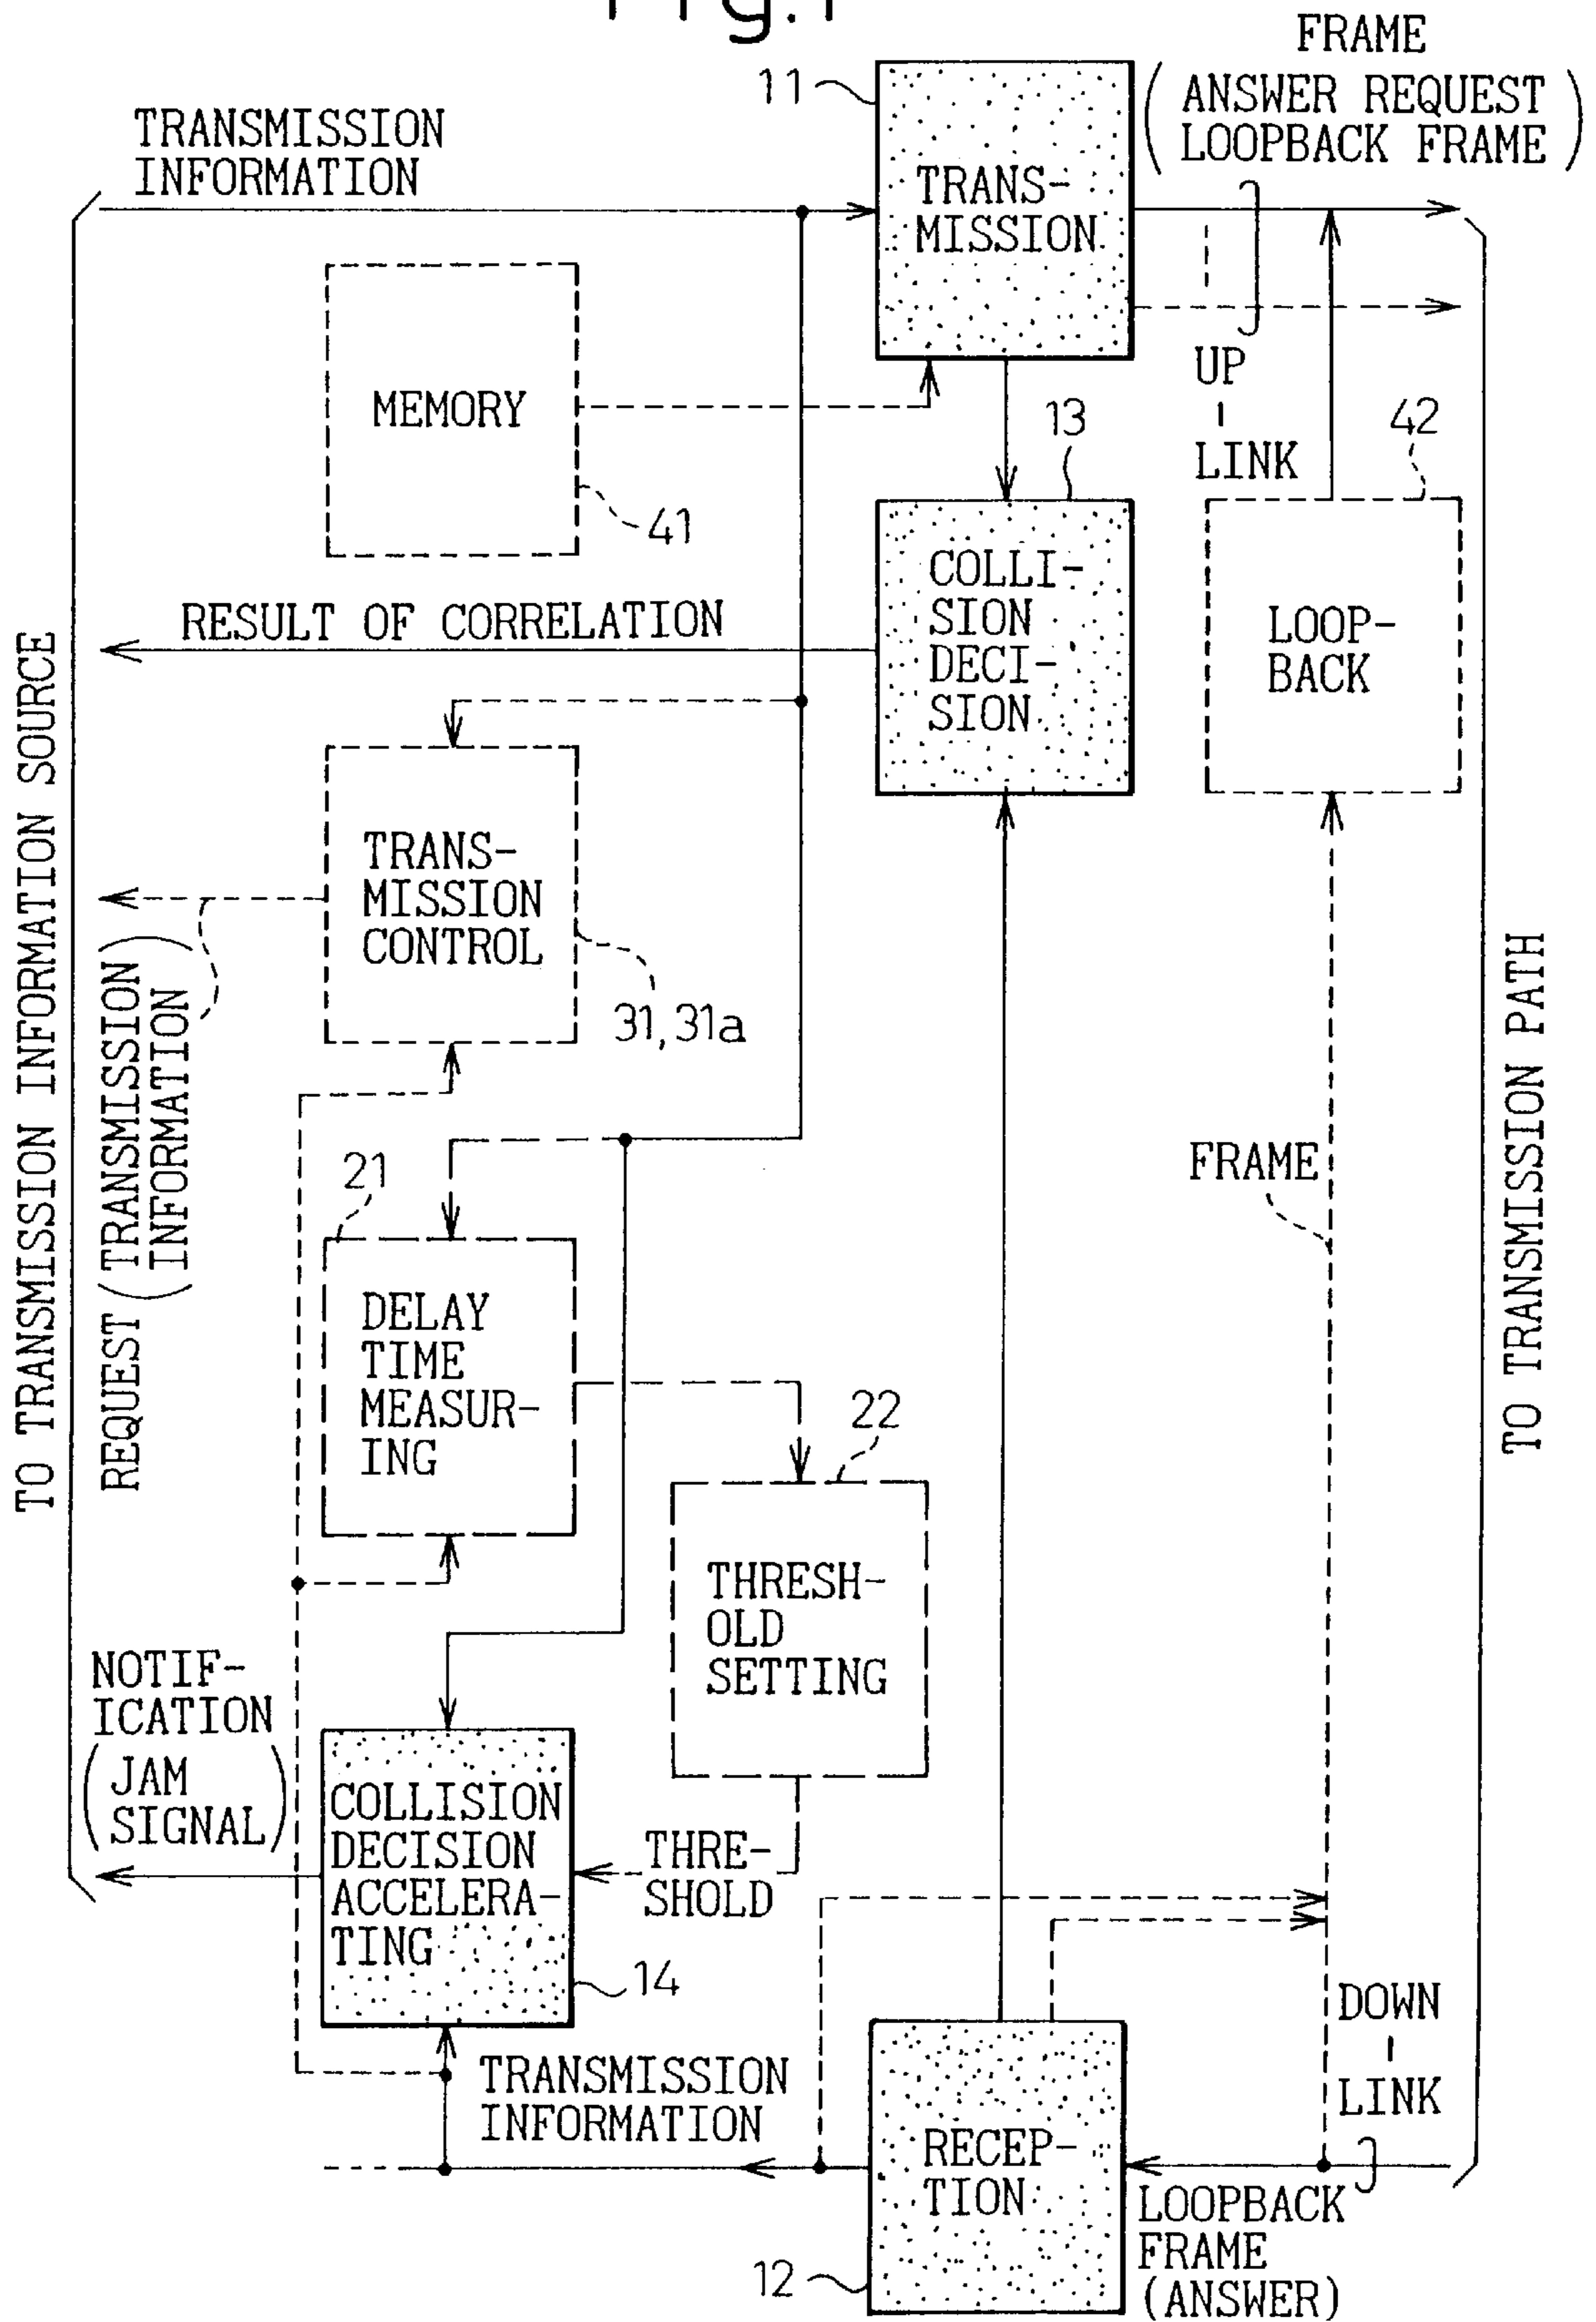 Fig.1
FRAME
(ANSWER REQUEST
LOOPBACK FRAME)
11
TRANSMISSION
INFORMATION
TRANS-
MISSION
MEMORY
41
UP
-
LINK
13
42
COLLI-
SION
DECI-
SION
LOOP-
BACK
RESULT OF CORRELATION
TO TRANSMISSION INFORMATION SOURCE
TRANS-
MISSION
CONTROL
31,31a
REQUEST (TRANSMISSION
INFORMATION)
TO TRANSMISSION PATH
FRAME
21
DELAY
TIME
MEASUR-
ING
22
THRESH-
OLD
SETTING
NOTIF-
ICATION
(JAM
SIGNAL)
COLLISION
DECISION
ACCELERA-
TING
THRE-
SHOLD
14
DOWN
-
LINK
TRANSMISSION
INFORMATION
RECEP-
TION
LOOPBACK
FRAME
(ANSWER)
12